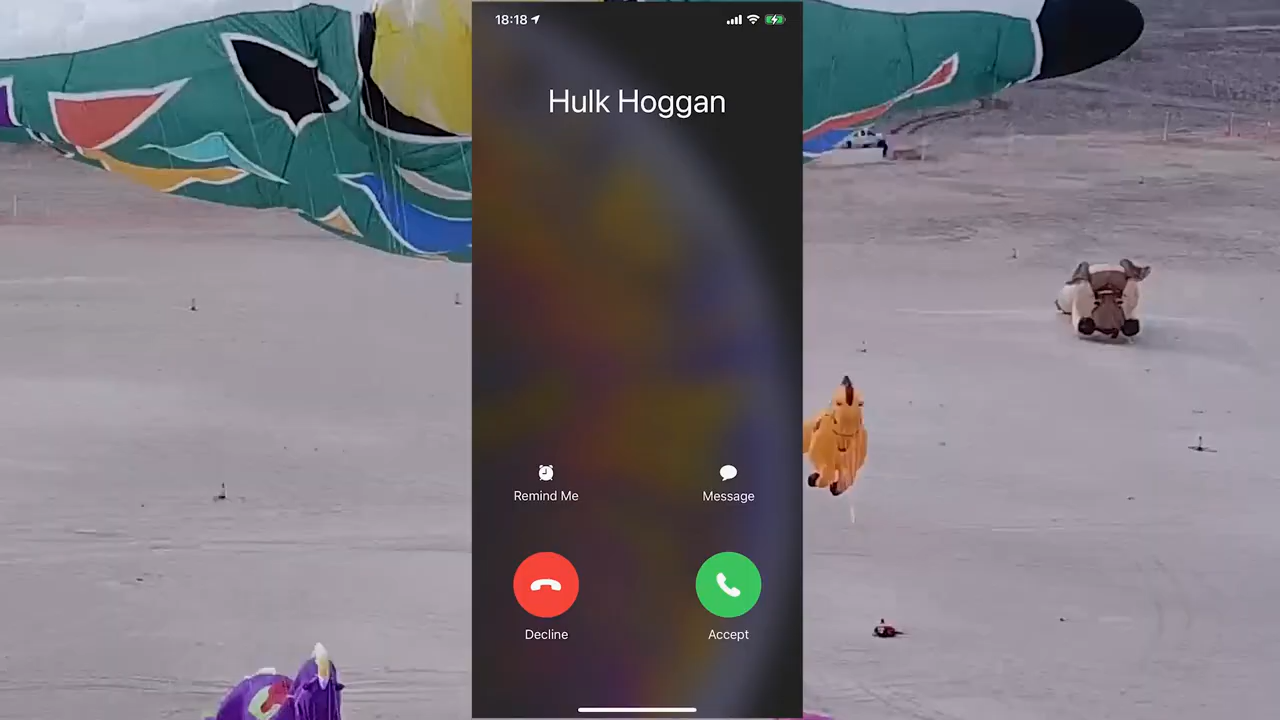 18:18
Hulk Hoggan
Remind Me
Message
Decline
Accept